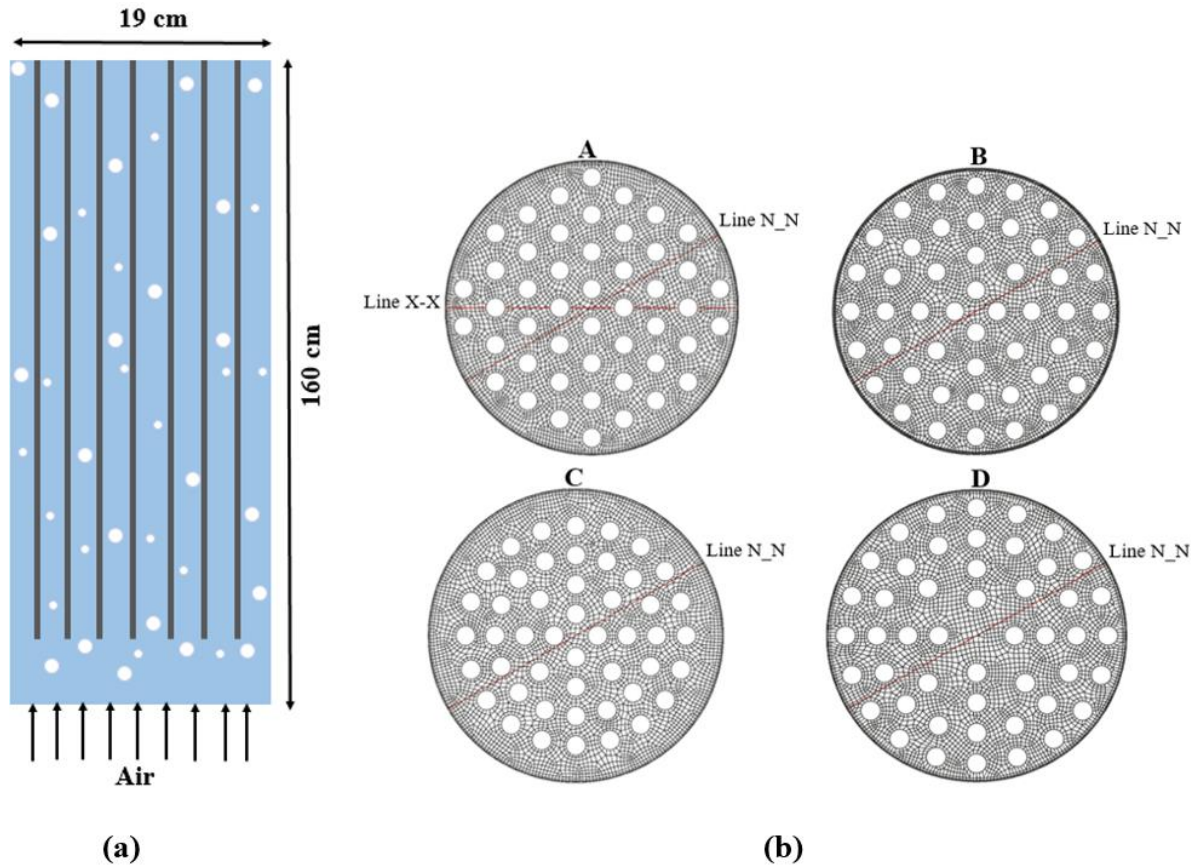 19 cm
160 cm
Air
(a)
A
Line N_N
Line X-X
B
Line N_N
C
Line N_N
D
Line N_N
(b)